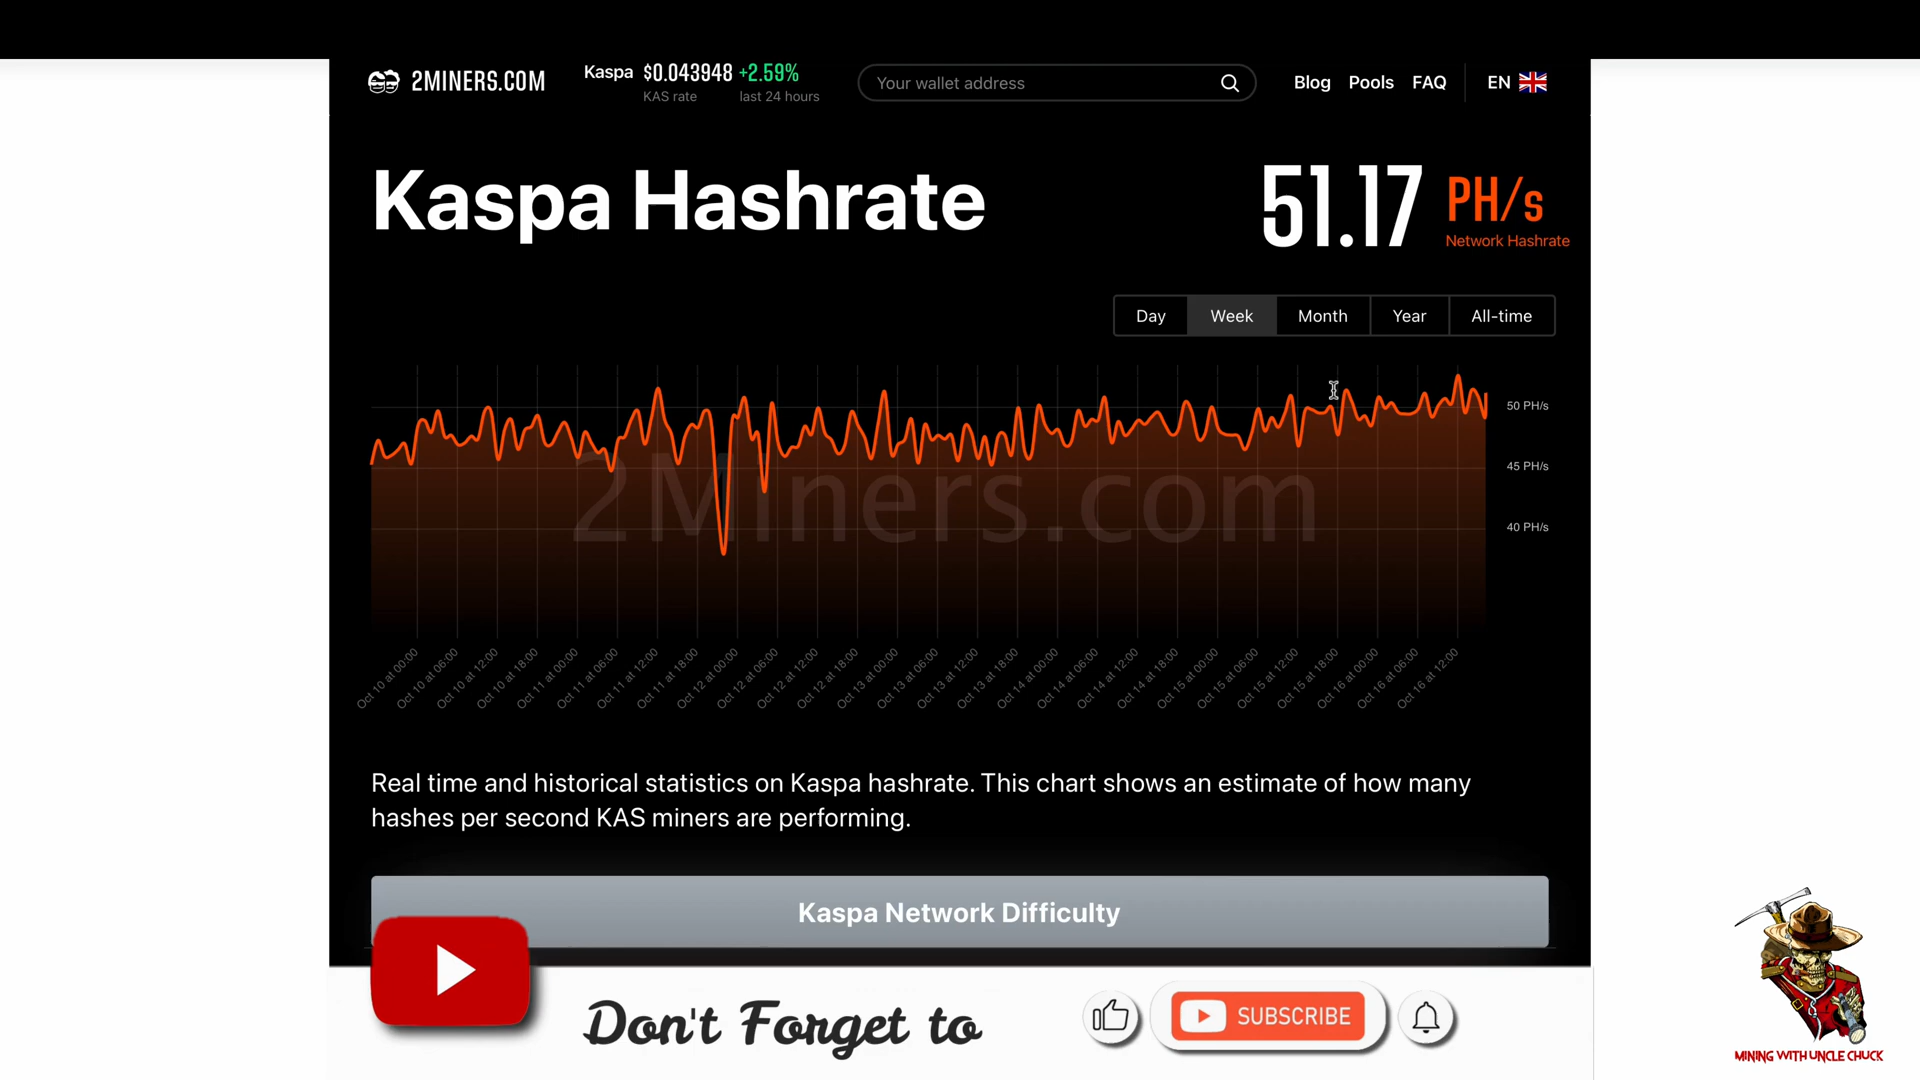 2MINERS.COM
Kaspa $0.043948 +2.59%
KAS rate last 24 hours
Your wallet address
Blog Pools FAQ EN
Kaspa Hashrate
51.17 PH/s
Network Hashrate
Day Week Month Year All-time
2Miners.com
50 PH/s
45 PH/s
40 PH/s
Oct 10 at 00:00
Oct 10 at 06:00
Oct 10 at 12:00
Oct 10 at 18:00
Oct 11 at 00:00
Oct 11 at 06:00
Oct 11 at 12:00
Oct 11 at 18:00
Oct 12 at 00:00
Oct 12 at 06:00
Oct 12 at 12:00
Oct 12 at 18:00
Oct 13 at 00:00
Oct 13 at 06:00
Oct 13 at 12:00
Oct 13 at 18:00
Oct 14 at 00:00
Oct 14 at 06:00
Oct 14 at 12:00
Oct 14 at 18:00
Oct 15 at 00:00
Oct 15 at 06:00
Oct 15 at 12:00
Oct 15 at 18:00
Oct 16 at 00:00
Oct 16 at 06:00
Oct 16 at 12:00
Real time and historical statistics on Kaspa hashrate. This chart shows an estimate of how many
hashes per second KAS miners are performing.
Kaspa Network Difficulty
Don't Forget to
SUBSCRIBE
MINING WITH UNCLE CHUCK